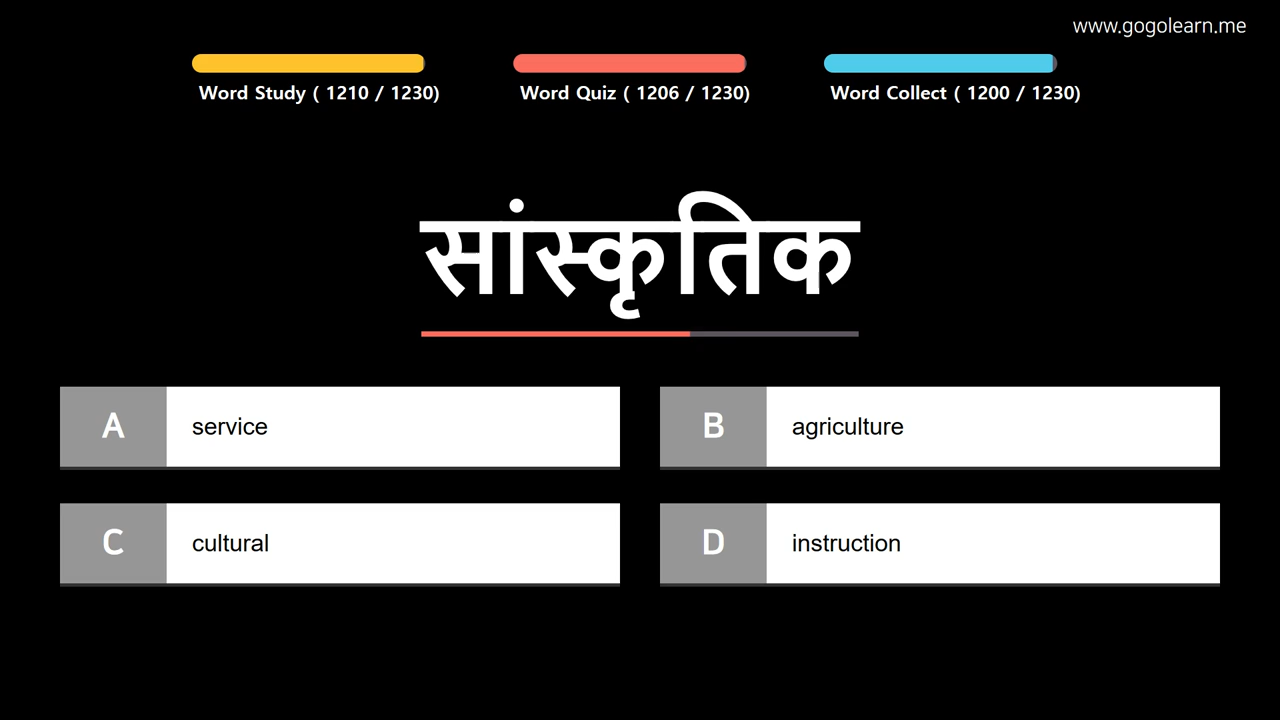 www.gogolearn.me
Word Study ( 1210 / 1230)
Word Quiz ( 1206 / 1230)
Word Collect ( 1200 / 1230)
सांस्कृतिक
A service
B agriculture
C cultural
D instruction